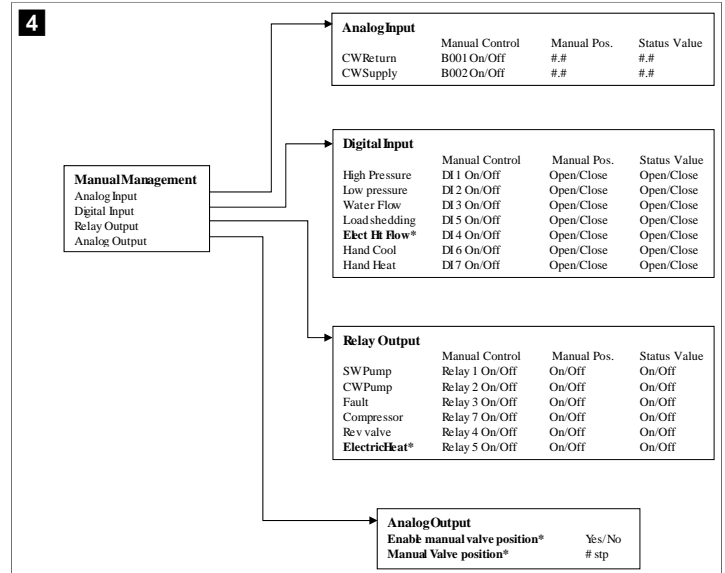 4
Analog Input
Manual Control Manual Pos. Status Value
CWReturn B001 On/Off #.# #.#
CWSupply B002 On/Off #.# #.#
Digital Input
Manual Control Manual Pos. Status Value
High Pressure DI 1 On/Off Open/Close Open/Close
Low pressure DI 2 On/Off Open/Close Open/Close
Water Flow DI 3 On/Off Open/Close Open/Close
Loadshedding DI 5 On/Off Open/Close Open/Close
Elect Ht Flow* DI 4 On/Off Open/Close Open/Close
Hand Cool DI 6 On/Off Open/Close Open/Close
Hand Heat DI 7 On/Off Open/Close Open/Close
Manual Management
Analog Input
Digital Input
Relay Output
Analog Output
Relay Output
Manual Control Manual Pos. Status Value
SWPump Relay 1 On/Off On/Off On/Off
CWPump Relay 2 On/Off On/Off On/Off
Fault Relay 3 On/Off On/Off On/Off
Compressor Relay 7 On/Off On/Off On/Off
Rev valve Relay 4 On/Off On/Off On/Off
ElectricHeat* Relay 5 On/Off On/Off On/Off
Analog Output
Enable manual valve position* Yes/No
Manual Valve position* # stp